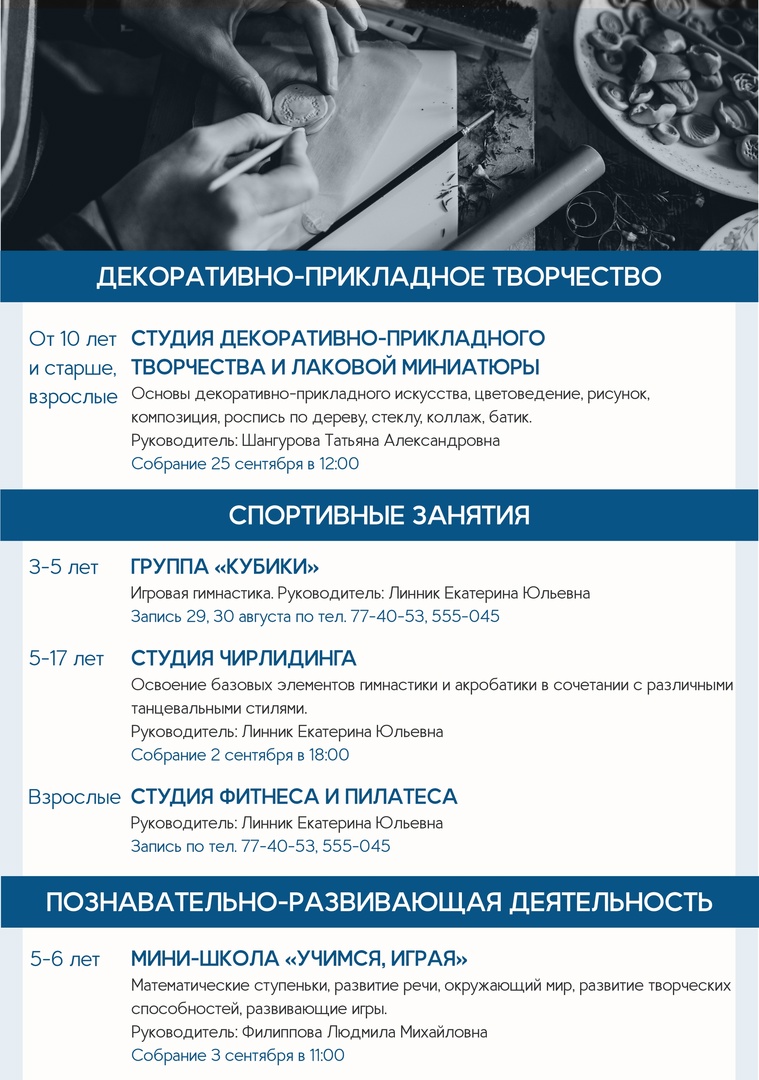 ДЕКОРАТИВНО-ПРИКЛАДНОЕ ТВОРЧЕСТВО
От 10 лет
и старше,
взрослые
СТУДИЯ ДЕКОРАТИВНО-ПРИКЛАДНОГО
ТВОРЧЕСТВА И ЛАКОВОЙ МИНИАТЮРЫ
Основы декоративно-прикладного искусства, цветоведение, рисунок,
композиция, роспись по дереву, стеклу, коллаж, батик.
Руководитель: Шангурова Татьяна Александровна
Собрание 25 сентября в 12:00
СПОРТИВНЫЕ ЗАНЯТИЯ
3-5 лет
ГРУППА «КУБИКИ»
Игровая гимнастика. Руководитель: Линник Екатерина Юльевна
Запись 29, 30 августа по тел. 77-40-53, 555-045
5-17 лет
СТУДИЯ ЧИРЛИДИНГА
Освоение базовых элементов гимнастики и акробатики в сочетании с различными
танцевальными стилями.
Руководитель: Линник Екатерина Юльевна
Собрание 2 сентября в 18:00
Взрослые
СТУДИЯ ФИТНЕСА И ПИЛАТЕСА
Руководитель: Линник Екатерина Юльевна
Запись по тел. 77-40-53, 555-045
ПОЗНАВАТЕЛЬНО-РАЗВИВАЮЩАЯ ДЕЯТЕЛЬНОСТЬ
5-6 лет
МИНИ-ШКОЛА «УЧИМСЯ, ИГРАЯ»
Математические ступеньки, развитие речи, окружающий мир, развитие творческих
способностей, развивающие игры.
Руководитель: Филиппова Людмила Михайловна
Собрание 3 сентября в 11:00